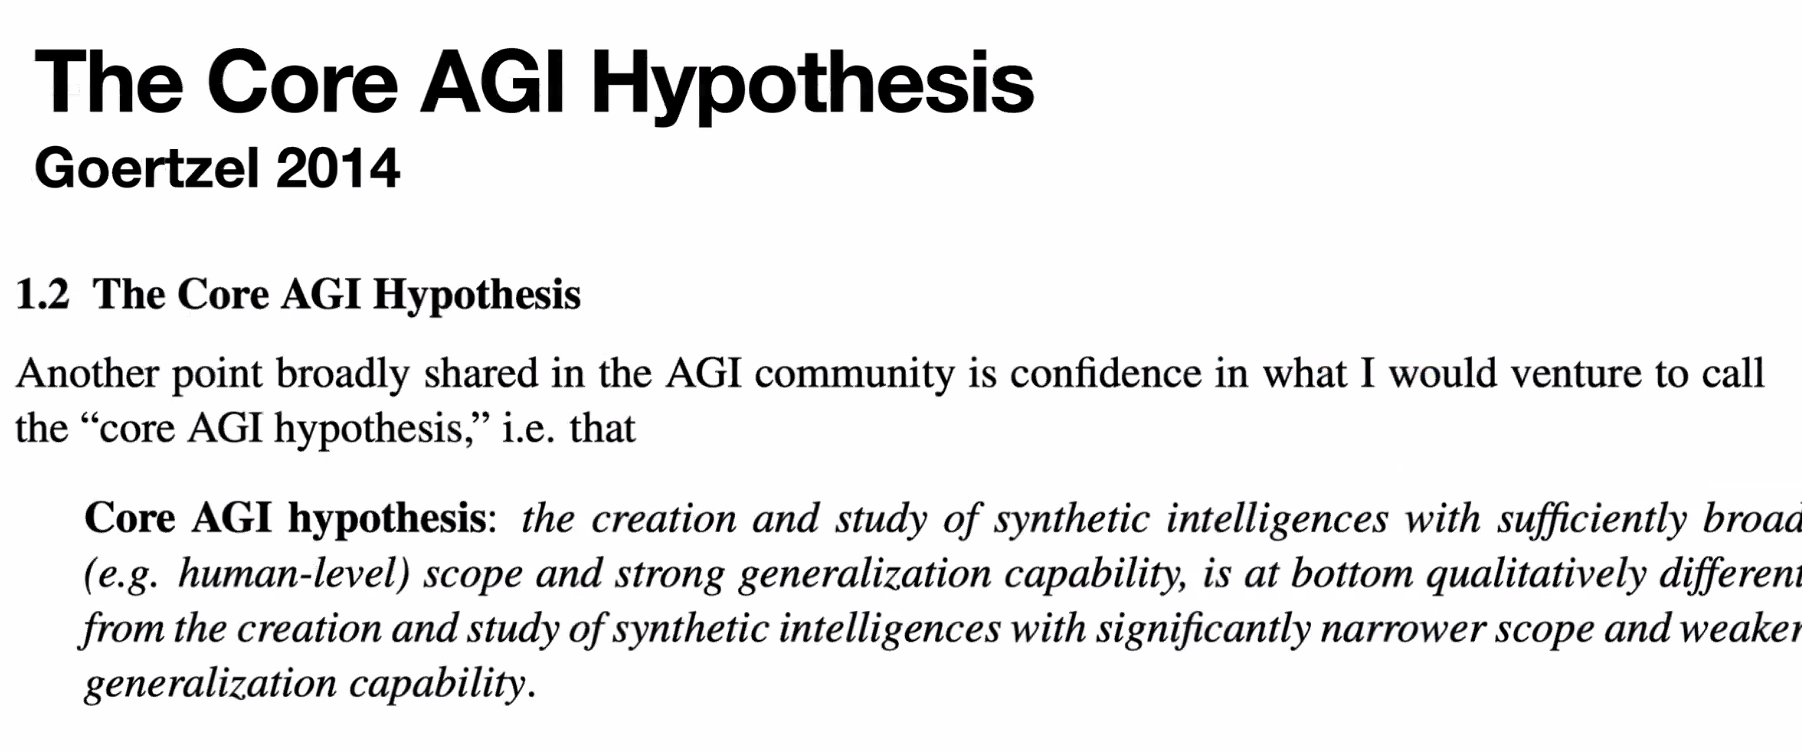 The Core AGI Hypothesis
Goertzel 2014
1.2 The Core AGI Hypothesis
Another point broadly shared in the AGI community is confidence in what I would venture to call
the “core AGI hypothesis,” i.e. that
Core AGI hypothesis: the creation and study of synthetic intelligences with sufficiently broad
(e.g. human-level) scope and strong generalization capability, is at bottom qualitatively different
from the creation and study of synthetic intelligences with significantly narrower scope and weaker
generalization capability.